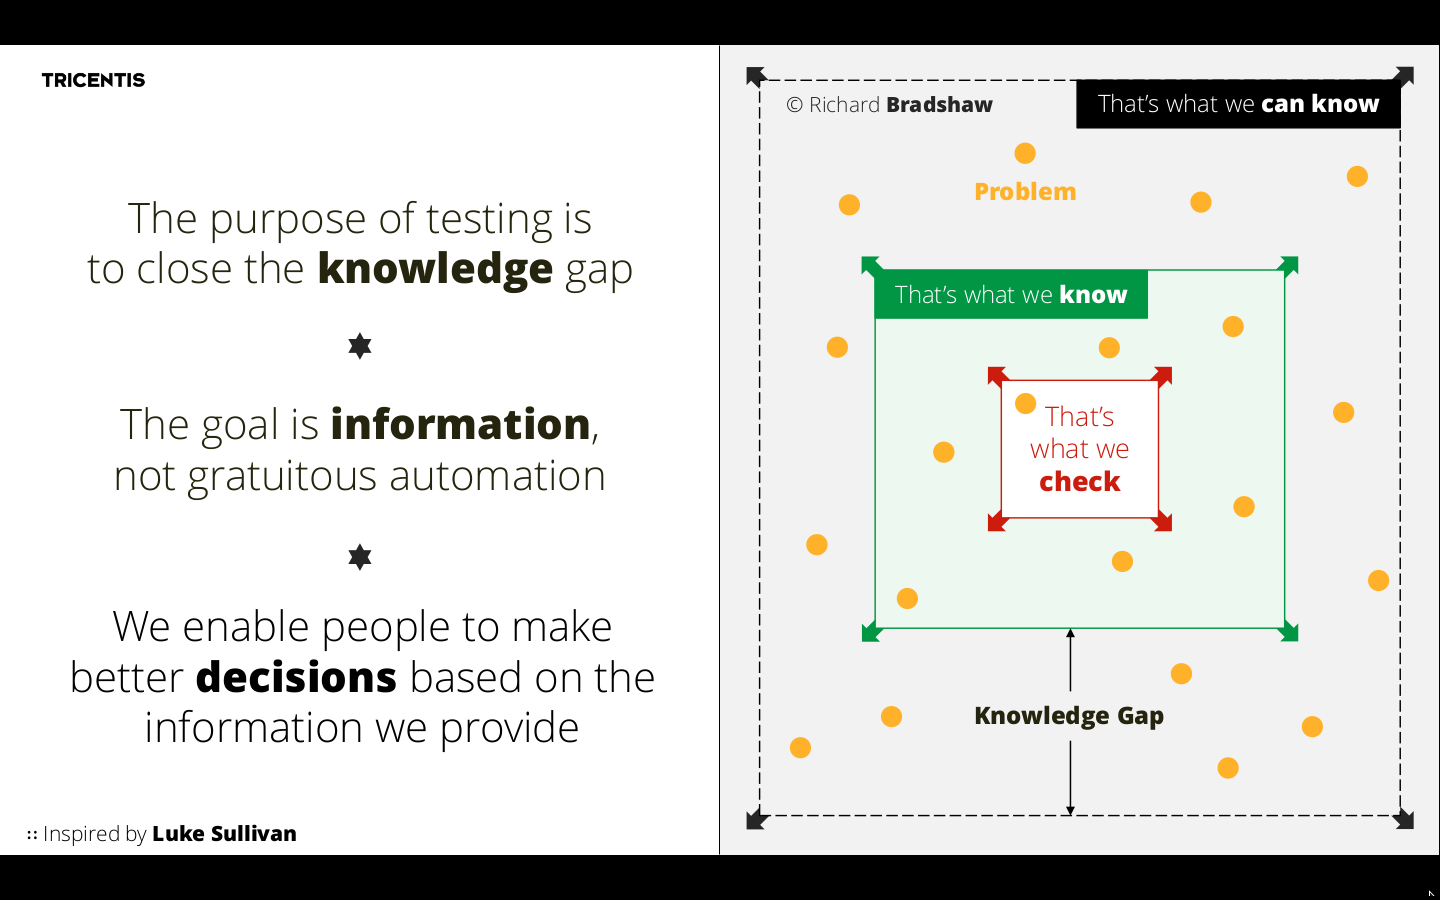 TRICENTIS
The purpose of testing is
to close the knowledge gap
The goal is information,
not gratuitous automation
We enable people to make
better decisions based on the
information we provide
:: Inspired by Luke Sullivan
© Richard Bradshaw
That's what we can know
Problem
That's what we know
That's
what we
check
Knowledge Gap